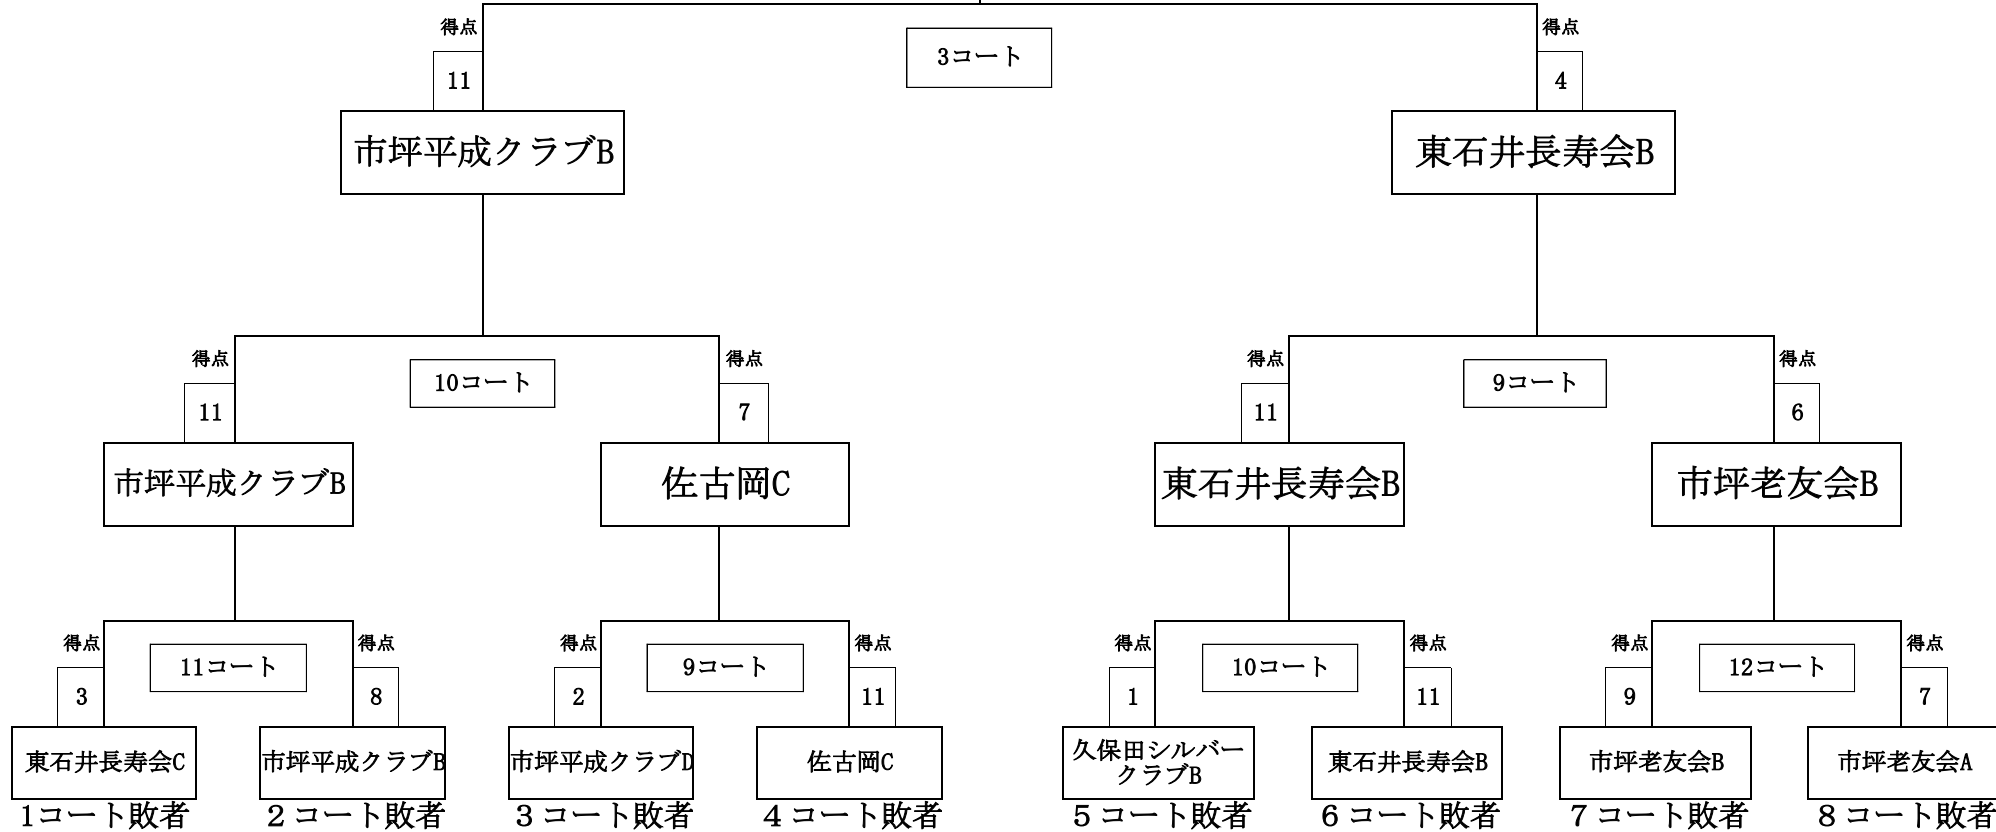 得点
得点
3コート
11
4
市坪平成クラブB
東石井長寿会B
得点
得点
得点
得点
10コート
9コート
11
7
11
6
市坪平成クラブB
佐古岡C
東石井長寿会B
市坪老友会B
得点
得点
得点
得点
得点
得点
得点
得点
11コート
9コート
10コート
12コート
3
8
2
11
1
11
9
7
東石井長寿会C
市坪平成クラブB
市坪平成クラブD
佐古岡C
久保田シルバー
クラブB
東石井長寿会B
市坪老友会B
市坪老友会A
1コート敗者
２コート敗者
３コート敗者
４コート敗者
５コート敗者
６コート敗者
７コート敗者
８コート敗者